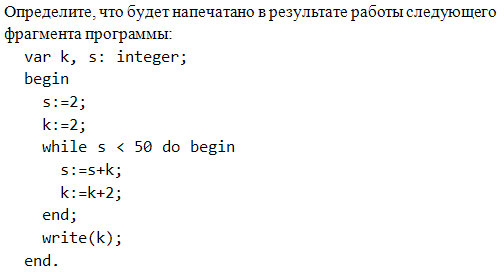 Определите, что будет напечатано в результате работы следующего
фрагмента программы:
var k, s: integer;
begin
s:=2;
k:=2;
while s < 50 do begin
s:=s+k;
k:=k+2;
end;
write(k);
end.